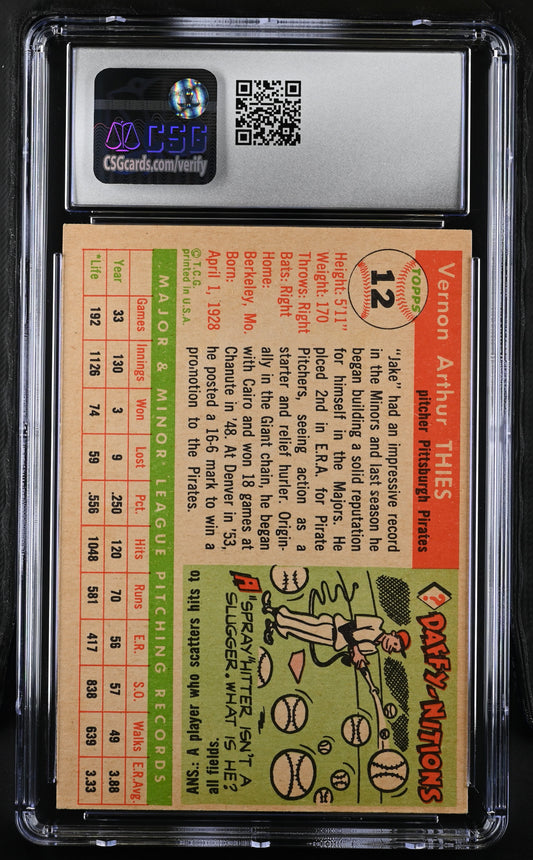 CSG
CSGcards.com/verify
TOPPS
12
Vernon Arthur THIES
pitcher Pittsburgh Pirates
Height: 5'11"
Weight: 170
Throws: Right
Bats: Right
Home:
Berkeley, Mo.
Born:
April 1, 1928
© T. C. G.
printed in U.S.A.
"Jake" had an impressive record
in the Minors and last season he
began building a solid reputation
for himself in the Majors. He
plced 2nd in E.R.A. for Pirate
Pitchers, seeing action as a
starter and relief hurler. Origin-
ally in the Giant chain, he began
with Cairo and won 18 games at
Chanute in '48. At Denver in '53,
he posted a 16-6 mark to win a
promotion to the Pirates.
?
DAFFY-NITIONS
A "SPRAY" HITTER ISN'T A
SLUGGER. WHAT IS HE?
ANS:: A player who scatters hits to
all fields.
MAJOR & MINOR LEAGUE PITCHING RECORDS
Games Innings Won Lost Pct. Hits Runs E.R. S.O. Walks E.R.Avg.
Year 33 130 3 9 .250 120 70 56 57 49 3.88
*Life 192 1126 74 59 .556 1048 581 417 838 639 3.33